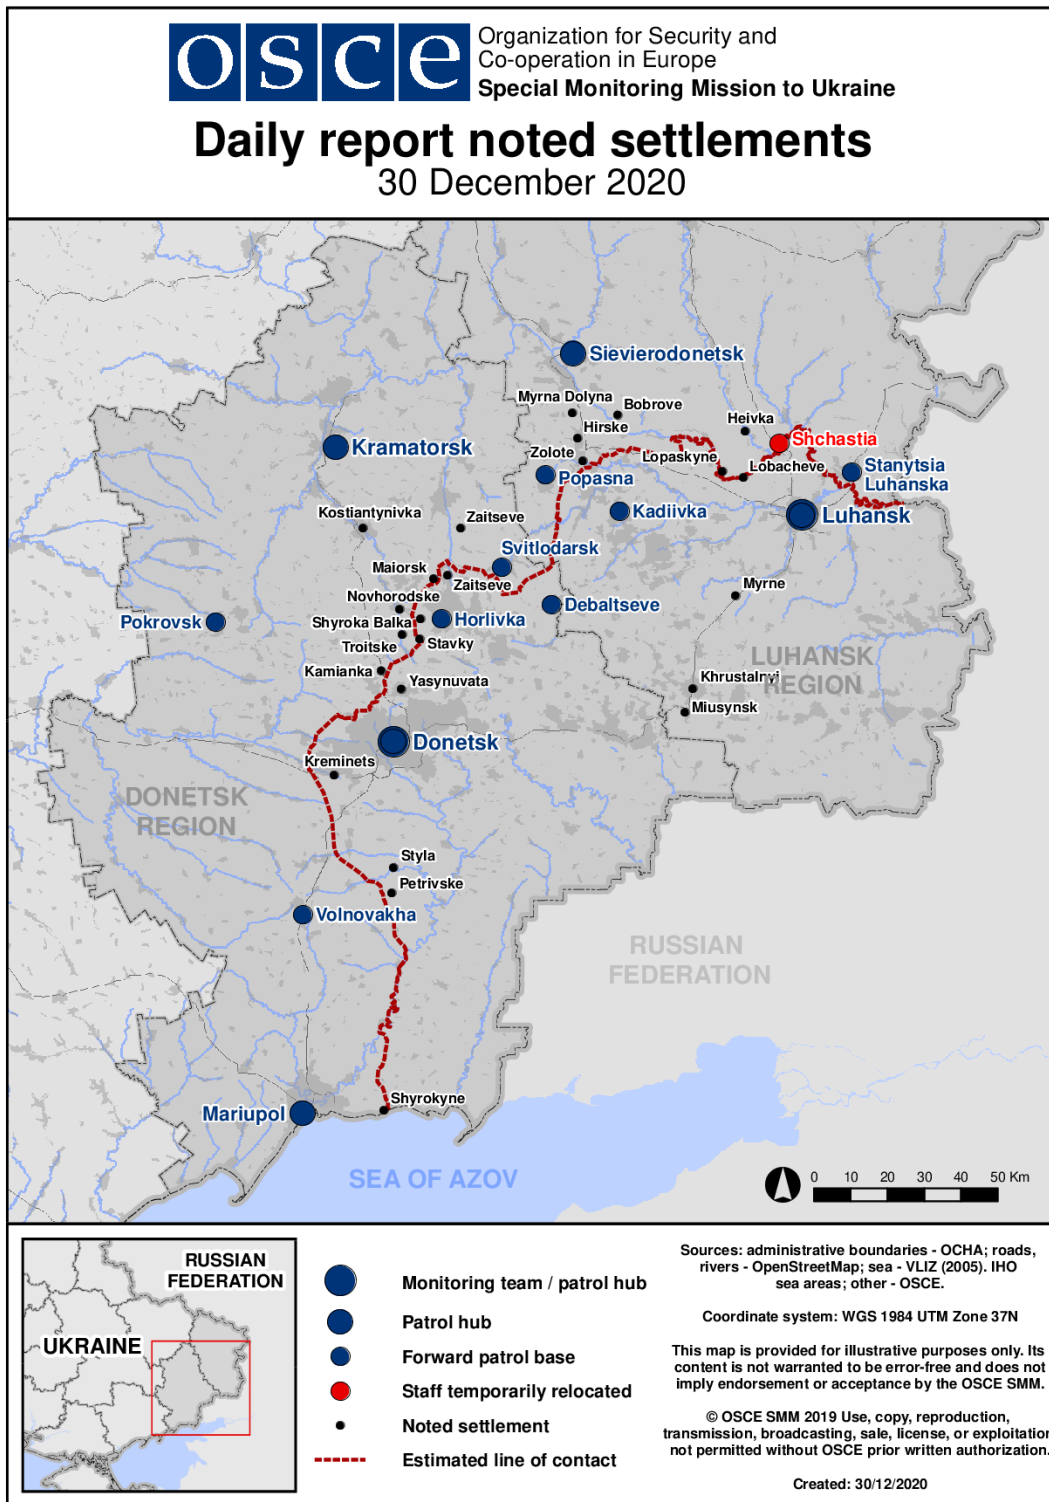 osce
Organization for Security and
Co-operation in Europe
Special Monitoring Mission to Ukraine
Daily report noted settlements
30 December 2020
Sievierodonetsk
Myrna Dolyna
Bobrove
Heivka
Hirske
Shchastia
Kramatorsk
Zolote
Lopaskyne
Lobacheve
Stanytsia
Luhanska
Popasna
Kadiivka
Luhansk
Kostiantynivka
Zaitseve
Svitlodarsk
Maiorsk
Zaitseve
Myrne
Novhorodske
Debaltseve
Pokrovsk
Shyroka Balka
Horlivka
Troitske
Stavky
LUHANSK
REGION
Kamianka
Yasynuvata
Khrustalnyi
Miusynsk
Donetsk
Kreminets
DONETSK
REGION
Styla
Petrivske
Volnovakha
RUSSIAN
FEDERATION
Shyrokyne
Mariupol
SEA OF AZOV
0 10 20 30 40 50 Km
RUSSIAN
FEDERATION
UKRAINE
Monitoring team / patrol hub
Patrol hub
Forward patrol base
Staff temporarily relocated
Noted settlement
Estimated line of contact
Sources: administrative boundaries - OCHA; roads,
rivers - OpenStreetMap; sea - VLIZ (2005). IHO
sea areas; other - OSCE.
Coordinate system: WGS 1984 UTM Zone 37N
This map is provided for illustrative purposes only. Its
content is not warranted to be error-free and does not
imply endorsement or acceptance by the OSCE SMM.
© OSCE SMM 2019 Use, copy, reproduction,
transmission, broadcasting, sale, license, or exploitation
not permitted without OSCE prior written authorization.
Created: 30/12/2020